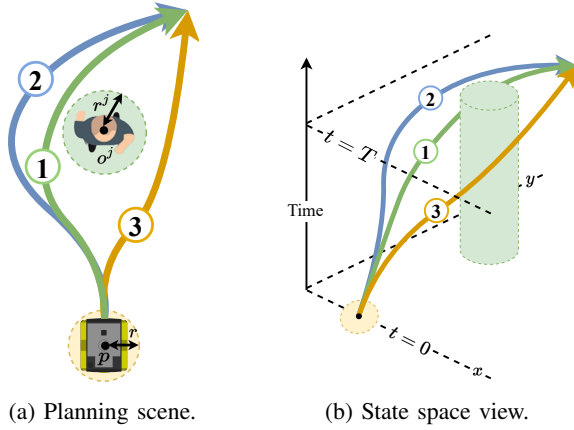 2
r^j
o^j
1
3
p
r
(a) Planning scene.
Time
2
t = T
1
y
3
t = 0
x
(b) State space view.